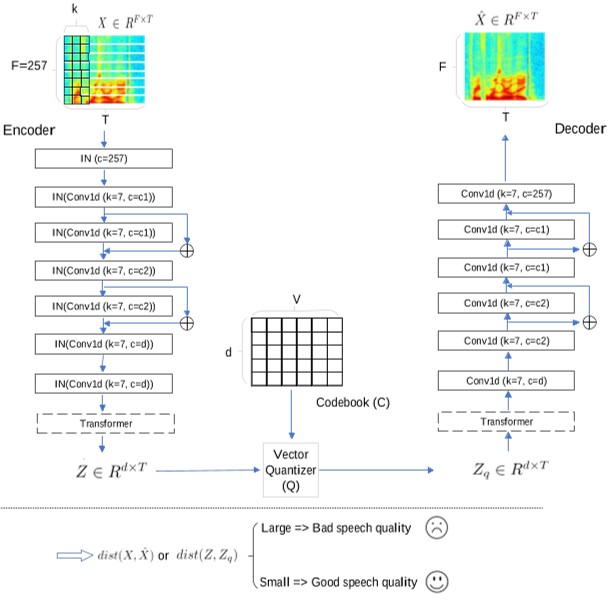 k
X ∈ R^{F×T}
F=257
T
Encoder
IN (c=257)
IN(Conv1d (k=7, c=c1))
IN(Conv1d (k=7, c=c1))
IN(Conv1d (k=7, c=c2))
IN(Conv1d (k=7, c=c2))
IN(Conv1d (k=7, c=d))
IN(Conv1d (k=7, c=d))
Transformer
Z ∈ R^{d×T}
V
d
Codebook (C)
Vector
Quantizer
(Q)
X̂ ∈ R^{F×T}
F
T
Decoder
Conv1d (k=7, c=257)
Conv1d (k=7, c=c1)
Conv1d (k=7, c=c1)
Conv1d (k=7, c=c2)
Conv1d (k=7, c=c2)
Conv1d (k=7, c=d)
Transformer
Z_q ∈ R^{d×T}
dist(X, X̂) or dist(Z, Z_q)
Large => Bad speech quality
Small => Good speech quality